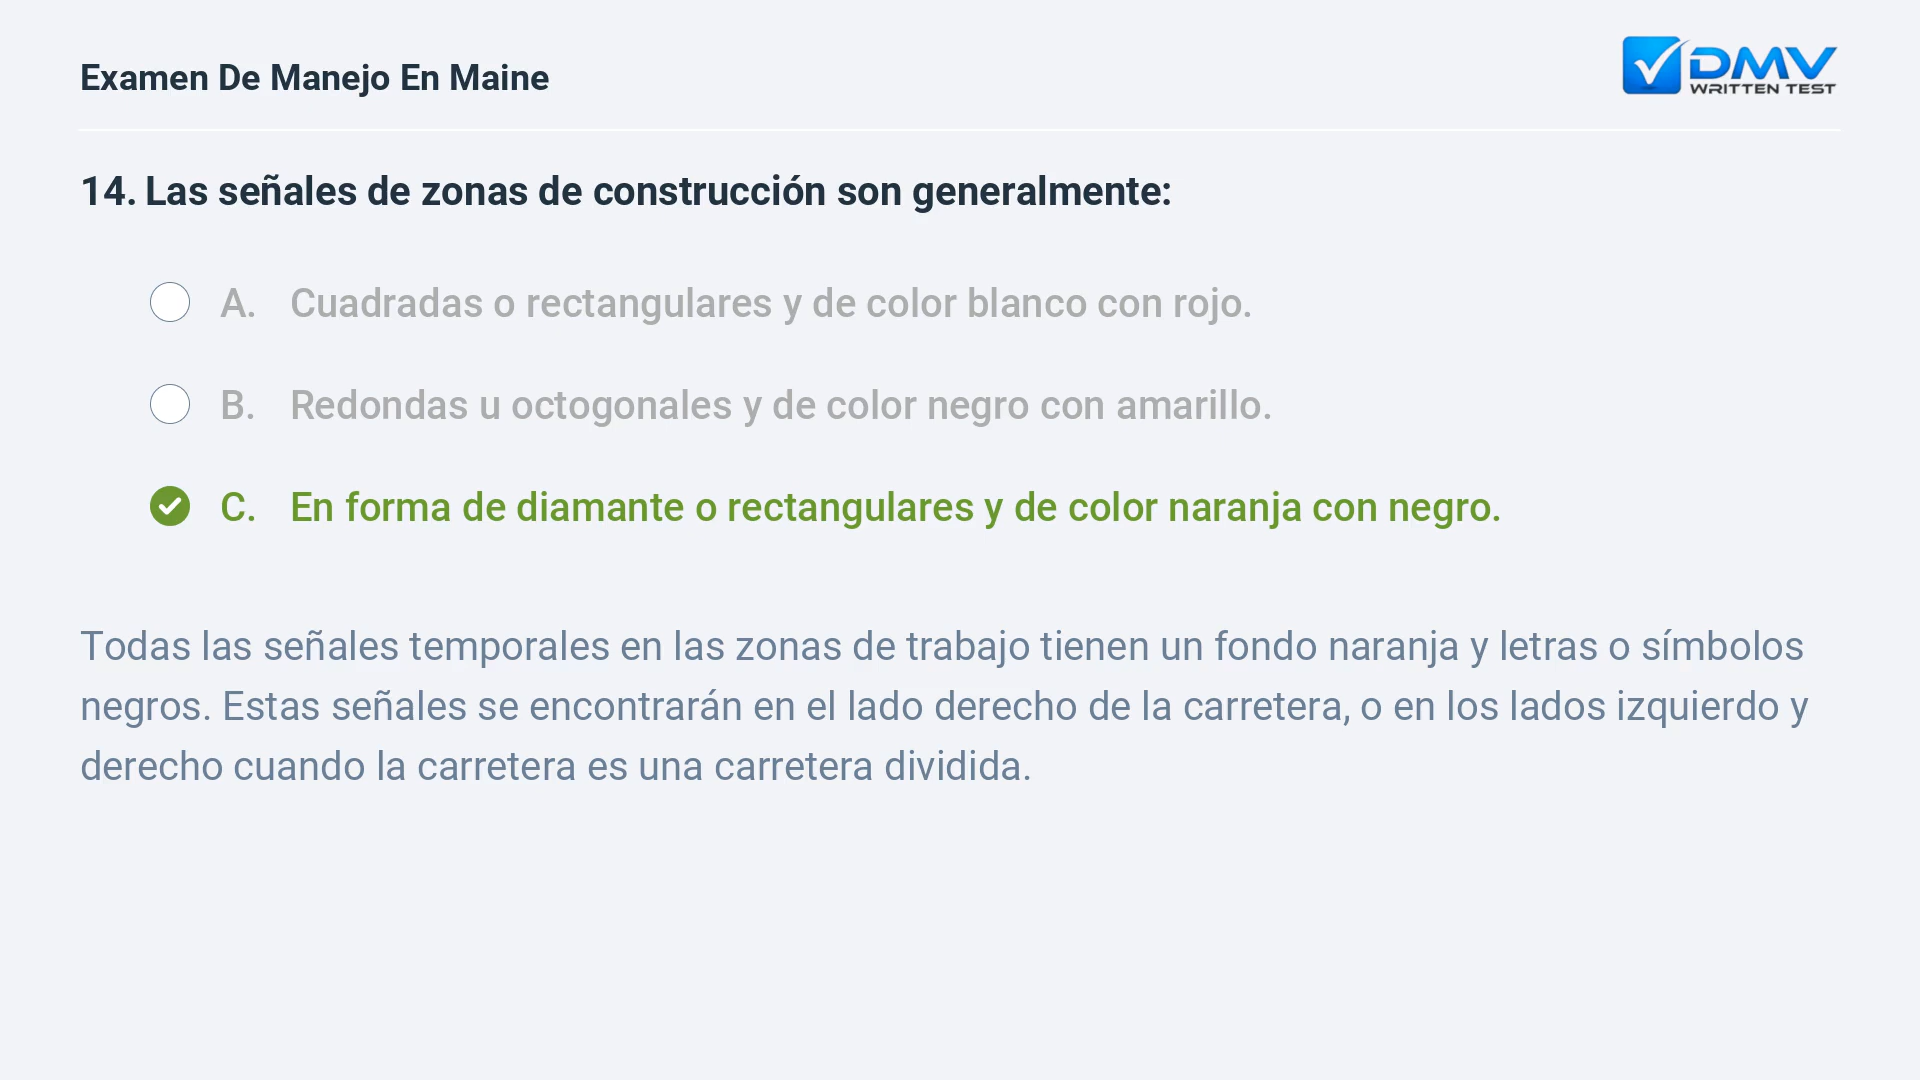 Examen De Manejo En Maine
DMV
WRITTEN TEST
14. Las señales de zonas de construcción son generalmente:
A. Cuadradas o rectangulares y de color blanco con rojo.
B. Redondas u octogonales y de color negro con amarillo.
C. En forma de diamante o rectangulares y de color naranja con negro.
Todas las señales temporales en las zonas de trabajo tienen un fondo naranja y letras o símbolos
negros. Estas señales se encontrarán en el lado derecho de la carretera, o en los lados izquierdo y
derecho cuando la carretera es una carretera dividida.